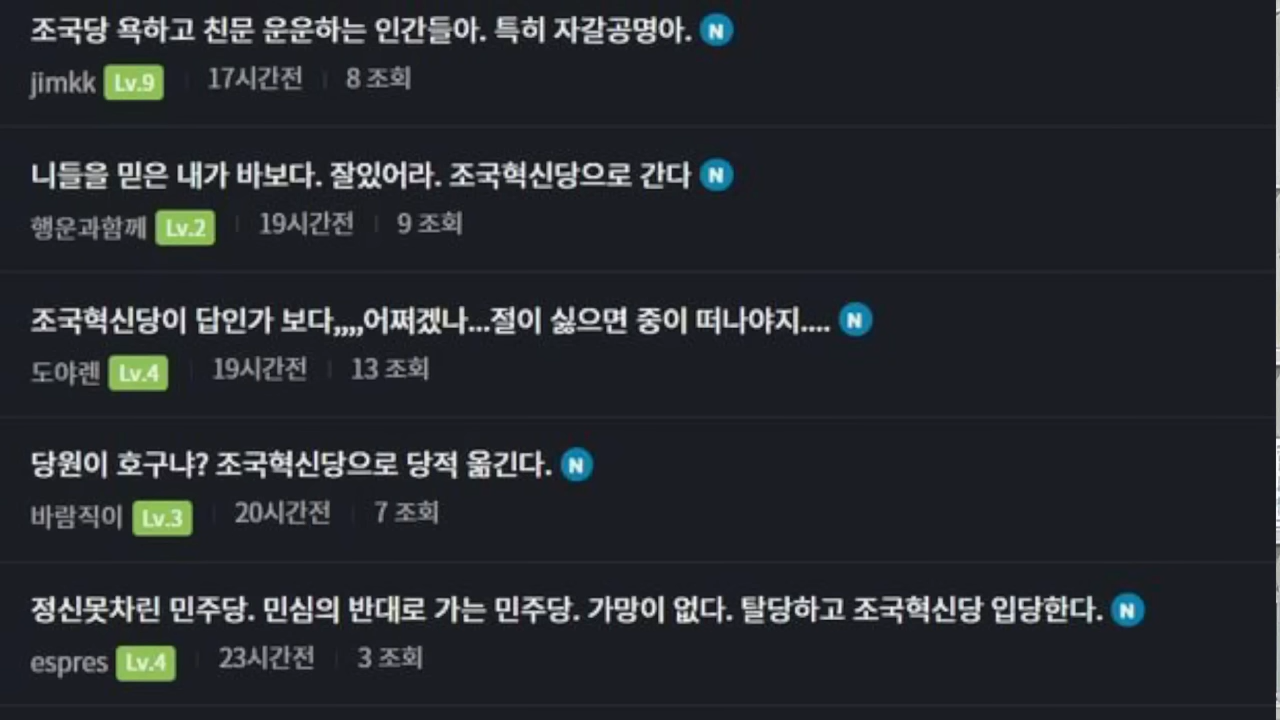 조국당 욕하고 친문 운운하는 인간들아. 특히 자갈공명아. N
jimkk Lv.9 17시간전 8 조회
니들을 믿은 내가 바보다. 잘있어라. 조국혁신당으로 간다 N
행운과함께 Lv.2 19시간전 9 조회
조국혁신당이 답인가 보다,,,,어쩌겠나...절이 싫으면 중이 떠나야지.... N
도야렌 Lv.4 19시간전 13 조회
당원이 호구냐? 조국혁신당으로 당적 옮긴다. N
바람직이 Lv.3 20시간전 7 조회
정신못차린 민주당. 민심의 반대로 가는 민주당. 가망이 없다. 탈당하고 조국혁신당 입당한다. N
espres Lv.4 23시간전 3 조회